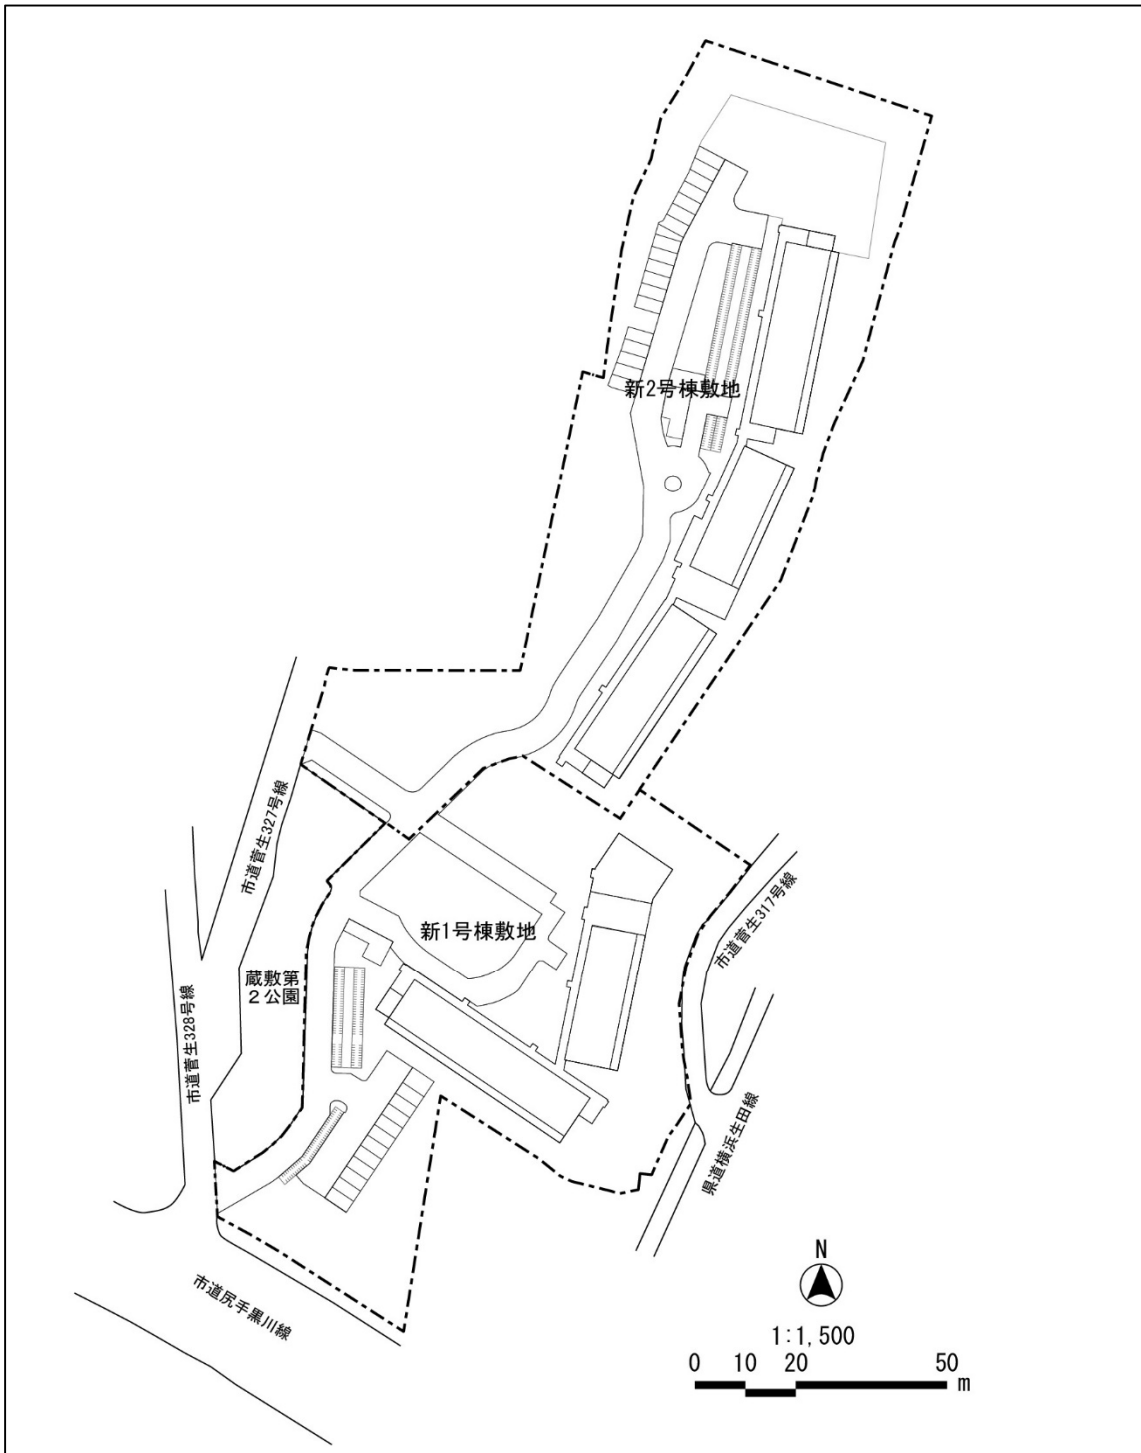 新2号棟敷地
市道菅生327号線
市道菅生317号線
新1号棟敷地
蔵敷第
2公園
市道菅生328号線
県道横浜生田線
市道尻手黒川線
N
1:1,500
0 10 20 50
m